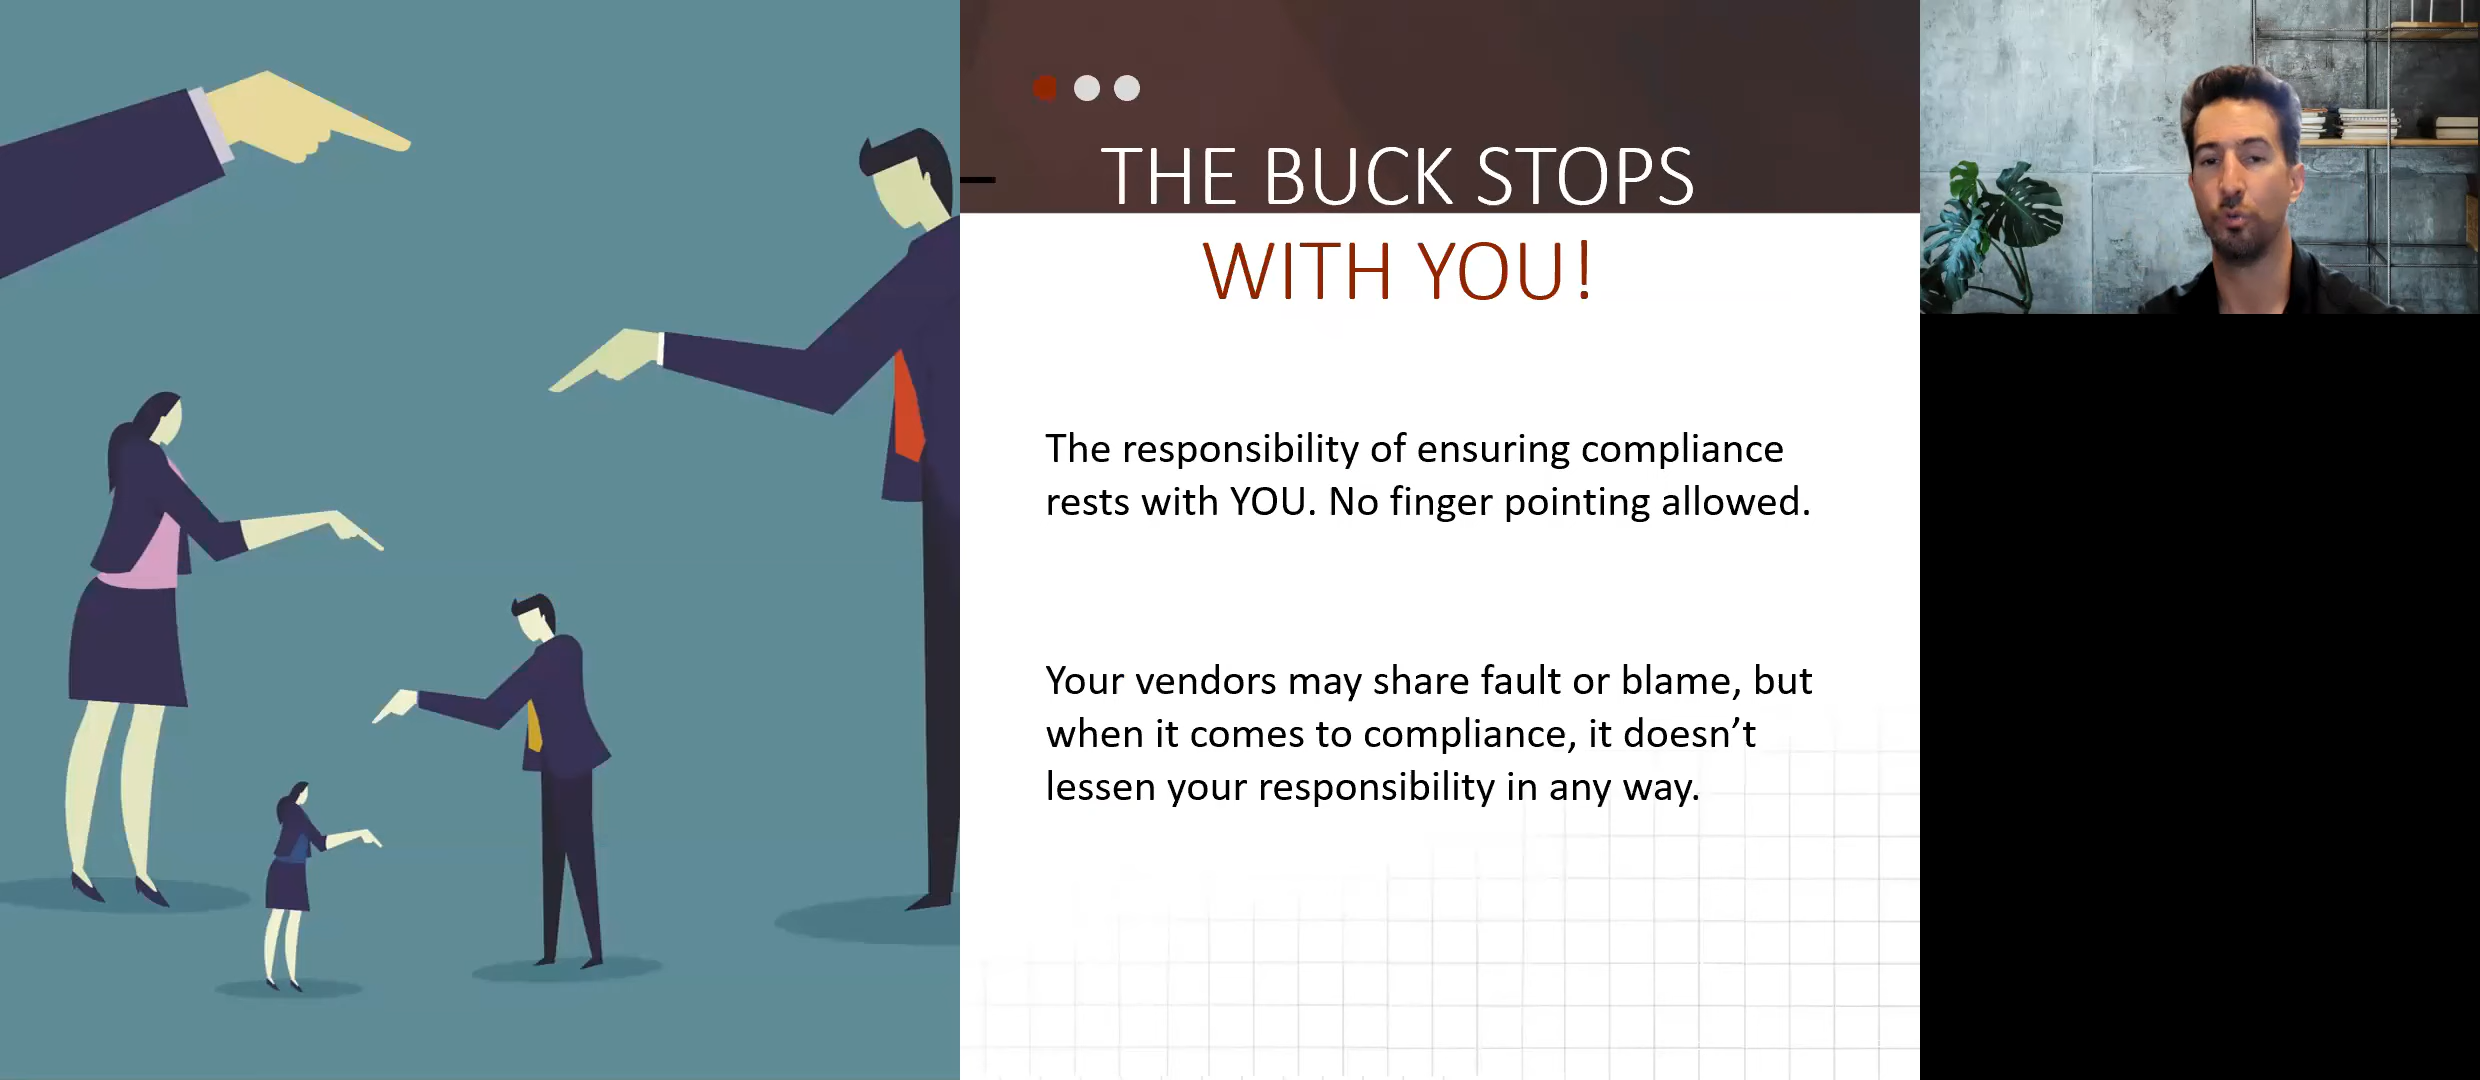 THE BUCK STOPS
WITH YOU!
The responsibility of ensuring compliance
rests with YOU. No finger pointing allowed.
Your vendors may share fault or blame, but
when it comes to compliance, it doesn’t
lessen your responsibility in any way.